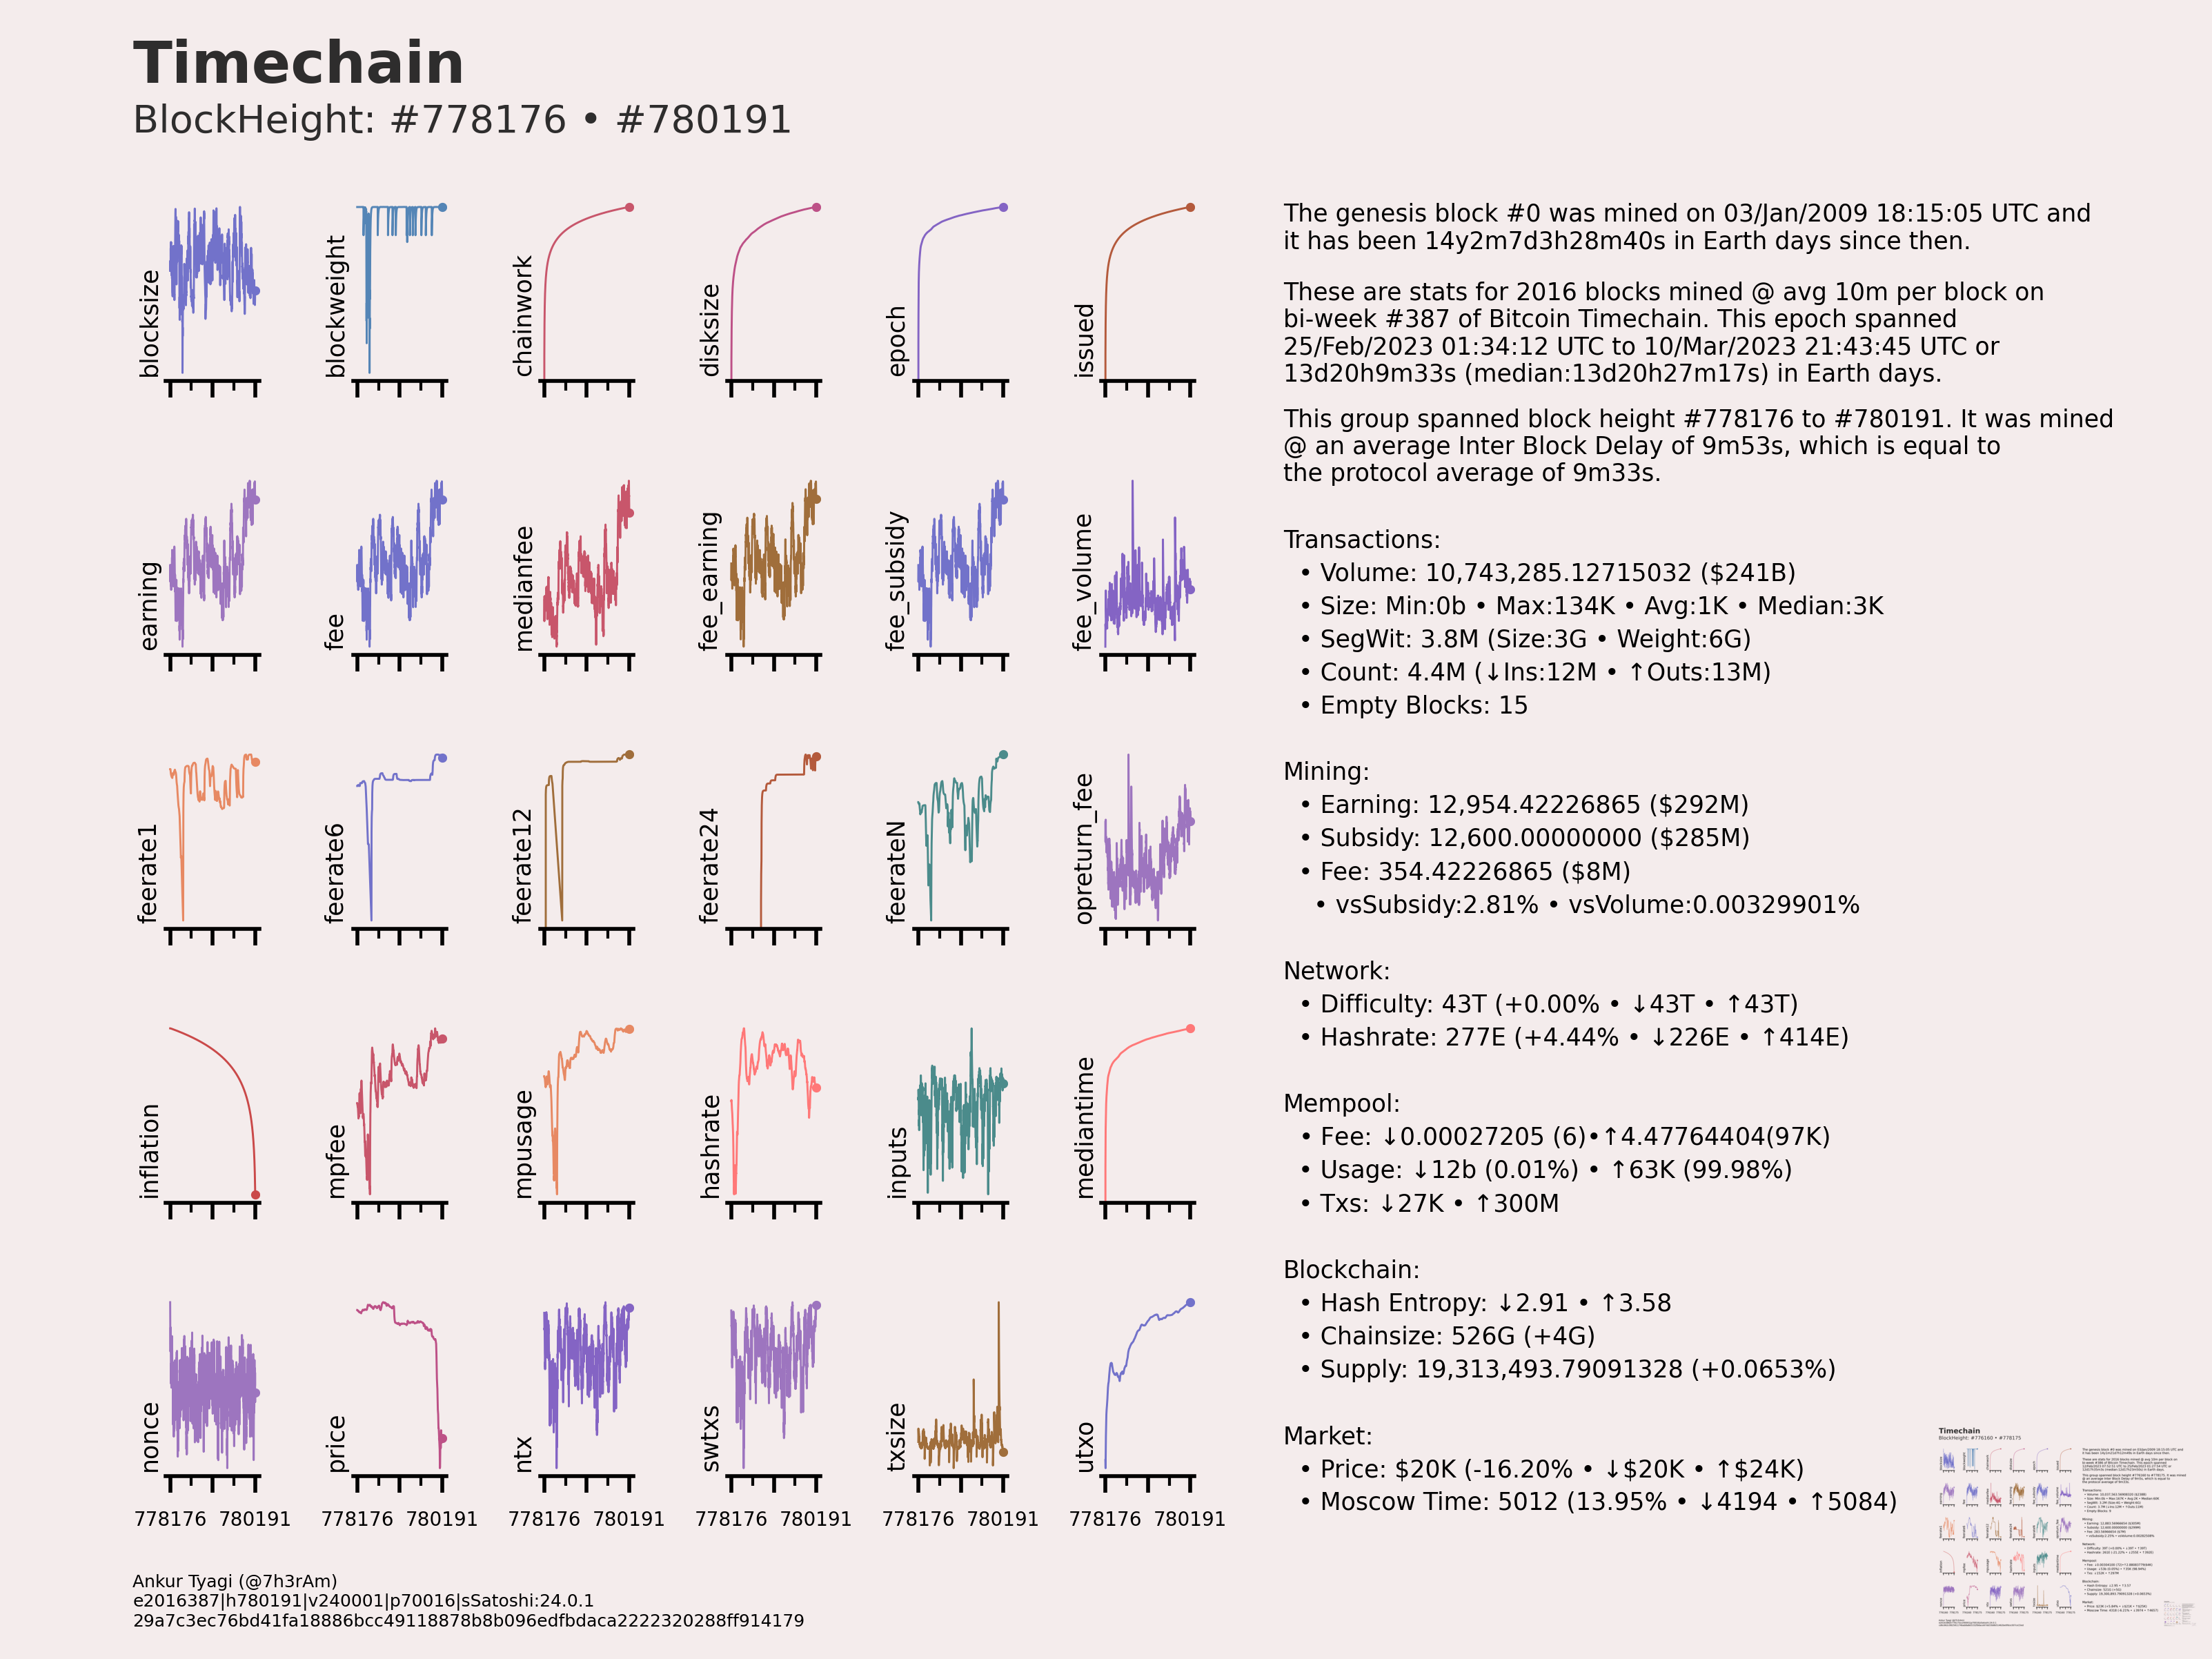 Timechain
BlockHeight: #778176 • #780191
blocksize
blockweight
chainwork
disksize
epoch
issued
earning
fee
medianfee
fee_earning
fee_subsidy
fee_volume
feerate1
feerate6
feerate12
feerate24
feerateN
opreturn_fee
inflation
mpfee
mpusage
hashrate
inputs
mediantime
nonce
price
ntx
swtxs
txsize
utxo
778176 780191 778176 780191 778176 780191 778176 780191 778176 780191 778176 780191
The genesis block #0 was mined on 03/Jan/2009 18:15:05 UTC and
it has been 14y2m7d3h28m40s in Earth days since then.
These are stats for 2016 blocks mined @ avg 10m per block on
bi-week #387 of Bitcoin Timechain. This epoch spanned
25/Feb/2023 01:34:12 UTC to 10/Mar/2023 21:43:45 UTC or
13d20h9m33s (median:13d20h27m17s) in Earth days.
This group spanned block height #778176 to #780191. It was mined
@ an average Inter Block Delay of 9m53s, which is equal to
the protocol average of 9m33s.
Transactions:
• Volume: 10,743,285.12715032 ($241B)
• Size: Min:0b • Max:134K • Avg:1K • Median:3K
• SegWit: 3.8M (Size:3G • Weight:6G)
• Count: 4.4M (↓Ins:12M • ↑Outs:13M)
• Empty Blocks: 15
Mining:
• Earning: 12,954.42226865 ($292M)
• Subsidy: 12,600.00000000 ($285M)
• Fee: 354.42226865 ($8M)
• vsSubsidy:2.81% • vsVolume:0.00329901%
Network:
• Difficulty: 43T (+0.00% • ↓43T • ↑43T)
• Hashrate: 277E (+4.44% • ↓226E • ↑414E)
Mempool:
• Fee: ↓0.00027205 (6)•↑4.47764404(97K)
• Usage: ↓12b (0.01%) • ↑63K (99.98%)
• Txs: ↓27K • ↑300M
Blockchain:
• Hash Entropy: ↓2.91 • ↑3.58
• Chainsize: 526G (+4G)
• Supply: 19,313,493.79091328 (+0.0653%)
Market:
• Price: $20K (-16.20% • ↓$20K • ↑$24K)
• Moscow Time: 5012 (13.95% • ↓4194 • ↑5084)
Ankur Tyagi (@7h3rAm)
e2016387|h780191|v240001|p70016|sSatoshi:24.0.1
29a7c3ec76bd41fa18886bcc49118878b8b096edfbdaca2222320288ff914179
Timechain
BlockHeight: #776160 • #778175